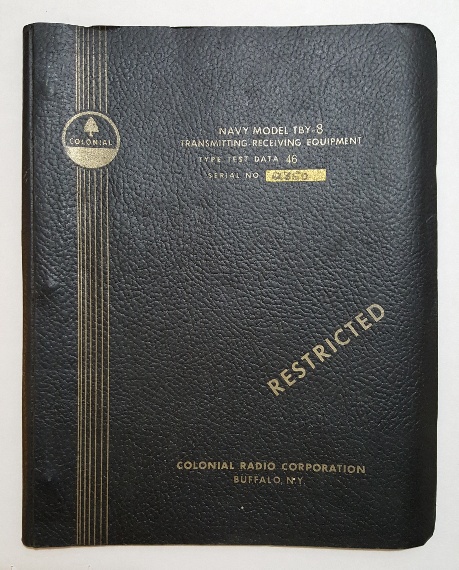 COLONIAL
NAVY MODEL TBY-8
TRANSMITTING-RECEIVING EQUIPMENT
TYPE TEST DATA 46
SERIAL NO.
RESTRICTED
COLONIAL RADIO CORPORATION
BUFFALO, N.Y.